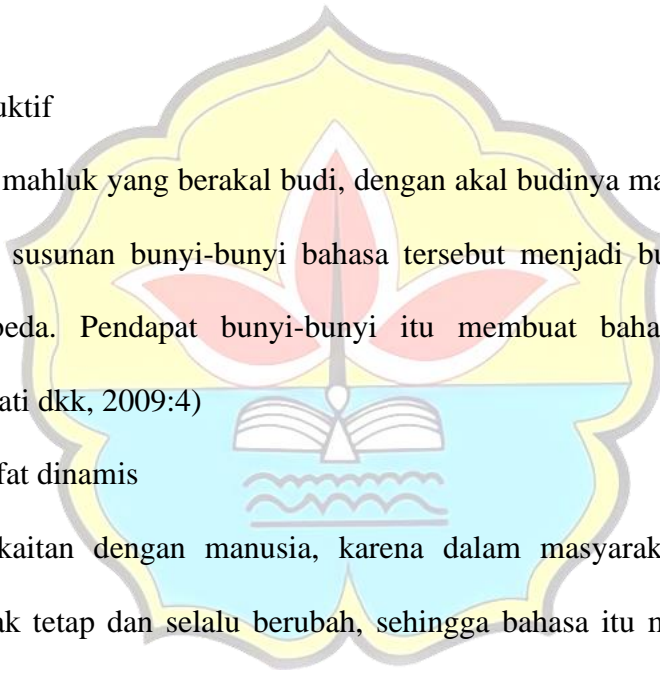 uktif
mahluk yang berakal budi, dengan akal budinya ma
susunan bunyi-bunyi bahasa tersebut menjadi bu
beda. Pendapat bunyi-bunyi itu membuat baha
ati dkk, 2009:4)
fat dinamis
kaitan dengan manusia, karena dalam masyarak
ak tetap dan selalu berubah, sehingga bahasa itu m